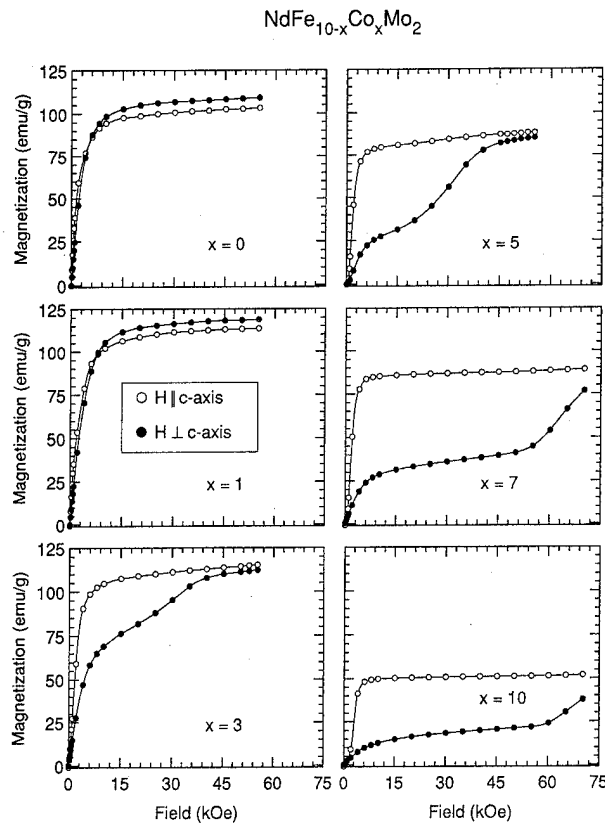 NdFe10-xCoxMo2
125
100
75
50
25
0
Magnetization (emu/g)
x = 0
x = 5
125
100
75
50
25
0
Magnetization (emu/g)
H ∥ c-axis
H ⊥ c-axis
x = 1
x = 7
125
100
75
50
25
0
Magnetization (emu/g)
x = 3
x = 10
0 15 30 45 60 75
0 15 30 45 60 75
Field (kOe)
Field (kOe)